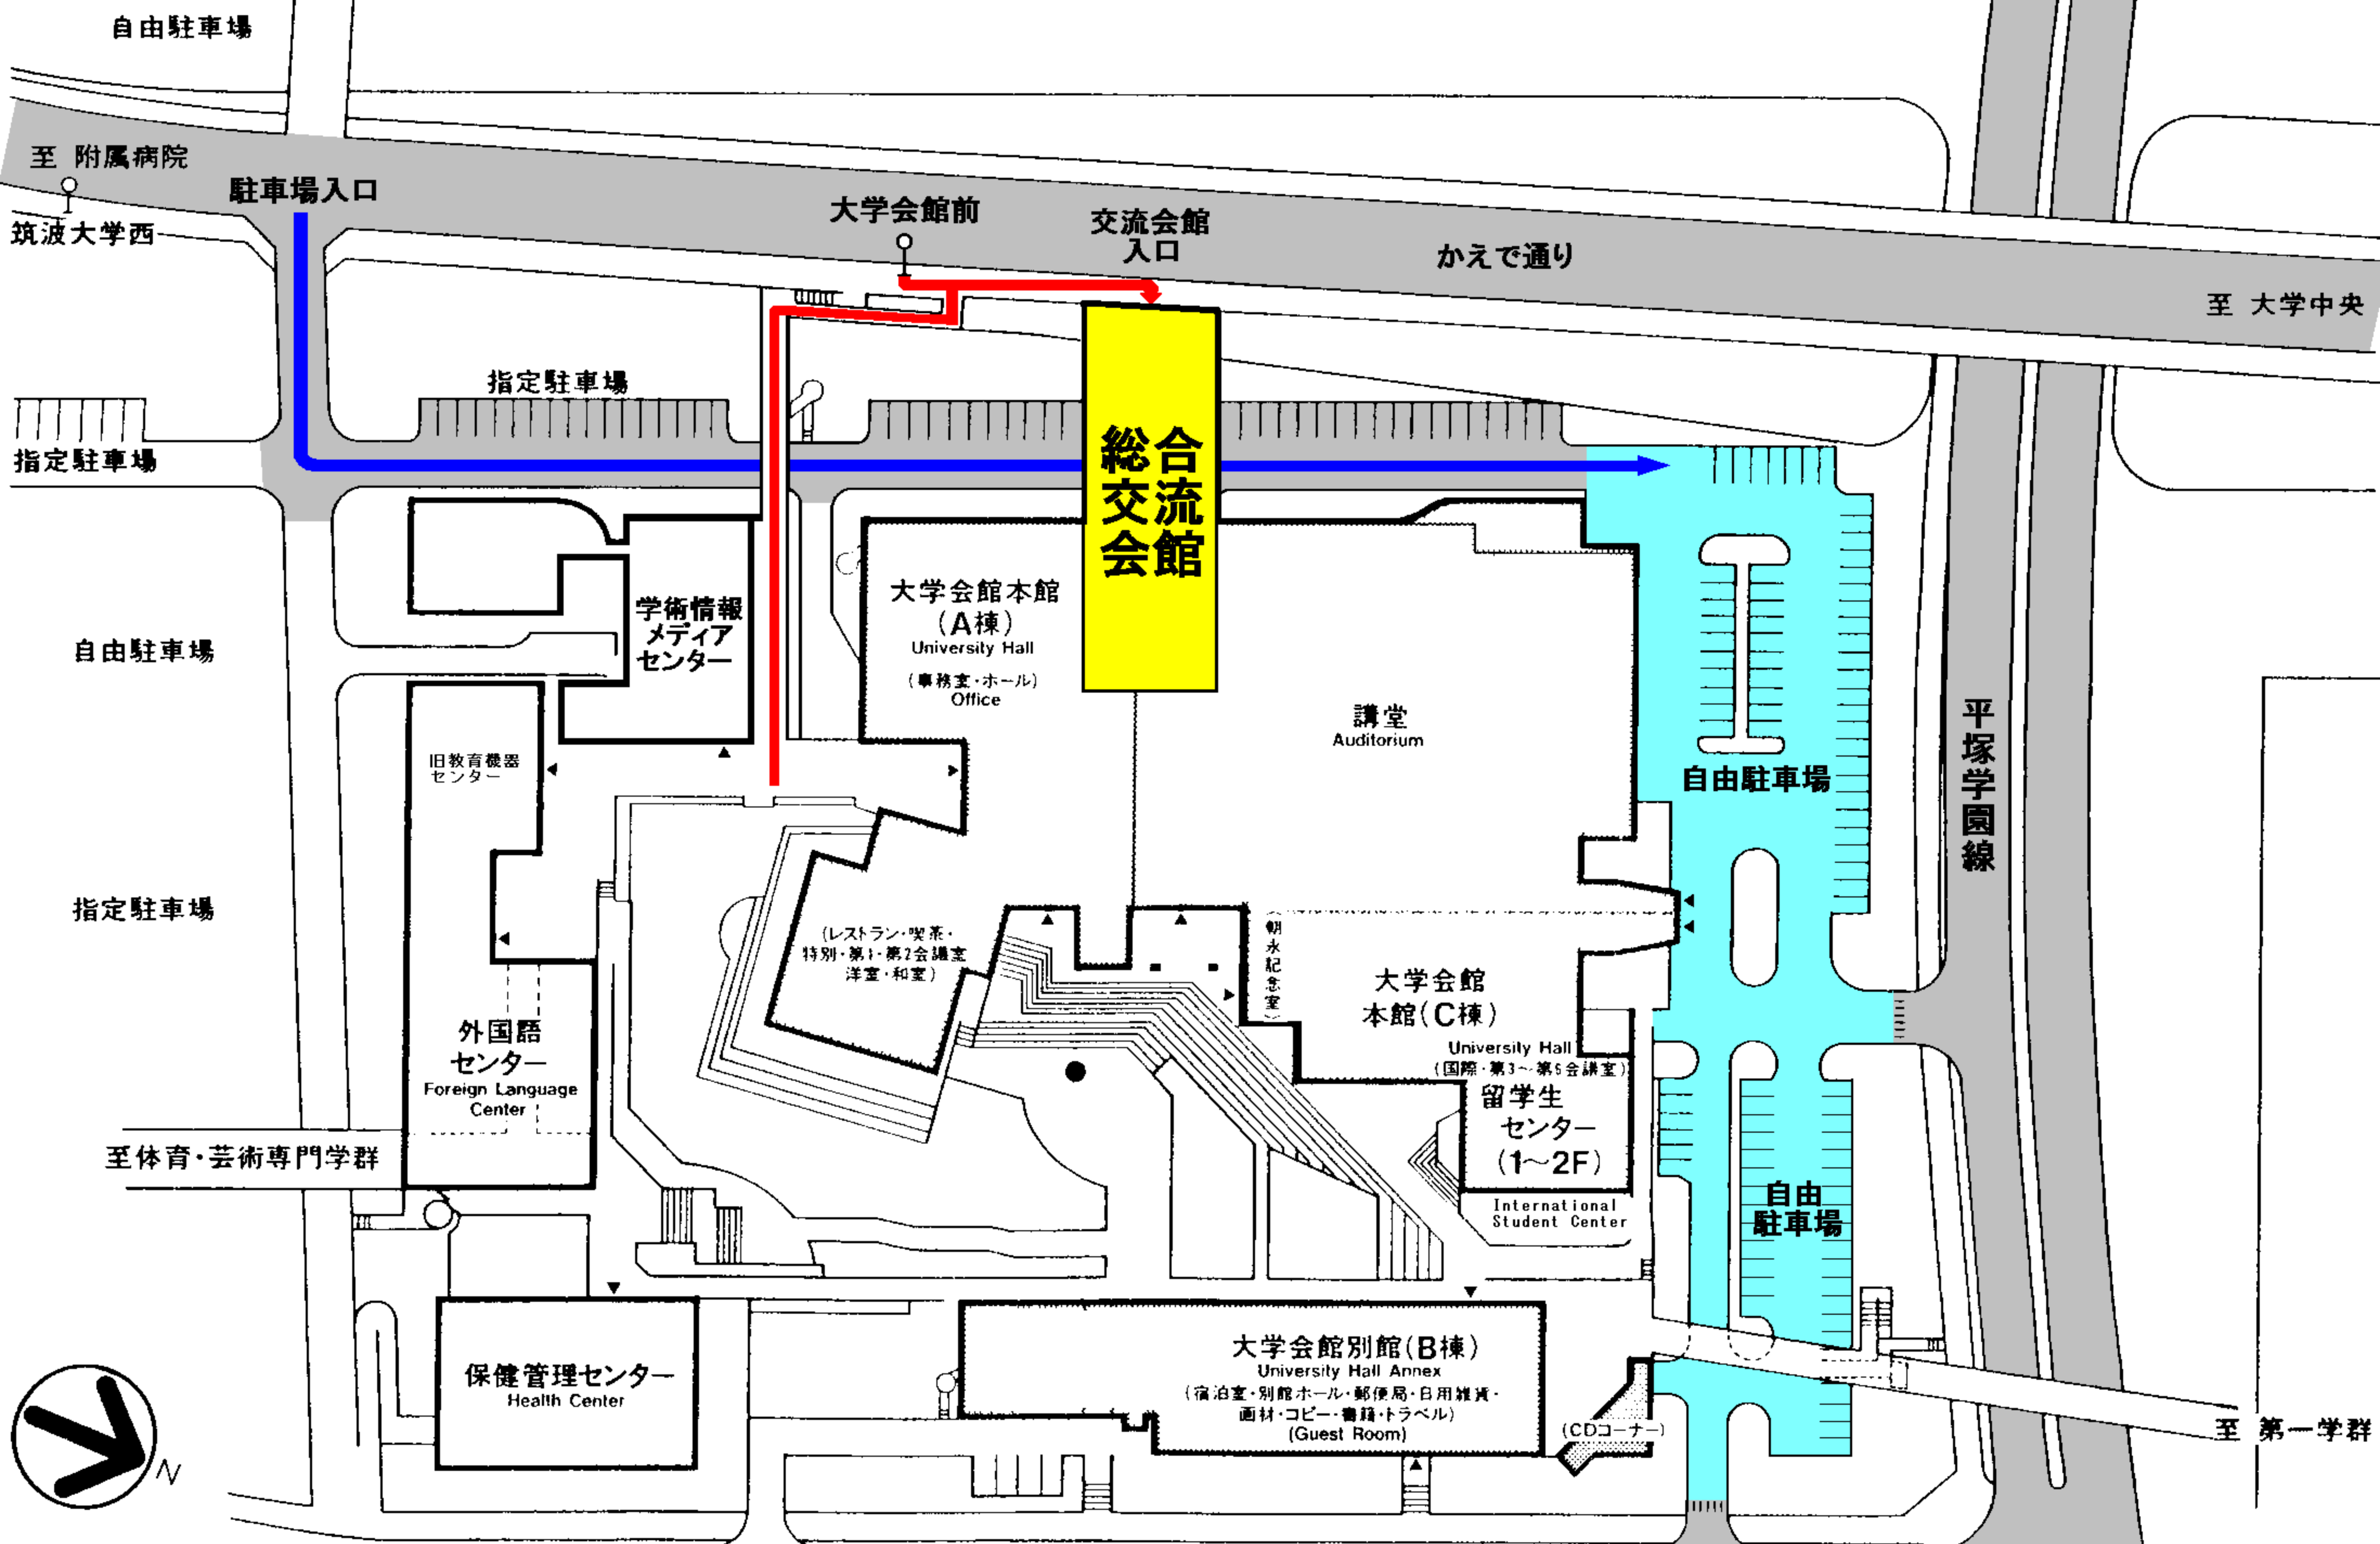 自由駐車場
至 附属病院
駐車場入口
筑波大学西
大学会館前
交流会館
入口
かえで通り
至 大学中央
指定駐車場
指定駐車場
総合
交流
会館
学術情報
メディア
センター
大学会館本館
(A棟)
University Hall
(事務室・ホール)
Office
講堂
Auditorium
自由駐車場
自由駐車場
平塚学園線
旧教育機器
センター
指定駐車場
(レストラン・喫茶・
特別・第1・第2会議室
洋室・和室)
(朝永記念室)
大学会館
本館(C棟)
University Hall
(国際・第3～第5会議室)
外国語
センター
Foreign Language
Center
留学生
センター
(1～2F)
International
Student Center
至体育・芸術専門学群
自由
駐車場
保健管理センター
Health Center
大学会館別館(B棟)
University Hall Annex
(宿泊室・別館ホール・郵便局・日用雑貨・
画材・コピー・書籍・トラベル)
(Guest Room)
(CDコーナー)
至 第一学群
N